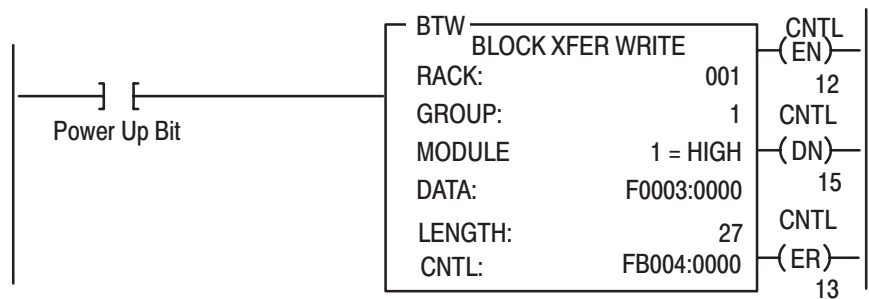 BTW
BLOCK XFER WRITE
RACK: 001
GROUP: 1
MODULE 1 = HIGH
DATA: F0003:0000
LENGTH: 27
CNTL: FB004:0000
Power Up Bit
CNTL
(EN)
12
CNTL
(DN)
15
CNTL
(ER)
13